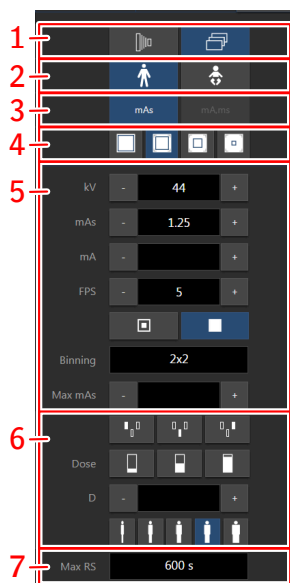 1
2
3
mAs mA,ms
4
5
kV - 44 +
mAs - 1.25 +
mA - +
FPS - 5 +
Binning 2x2
Max mAs - +
6
Dose
D - +
7
Max RS 600 s